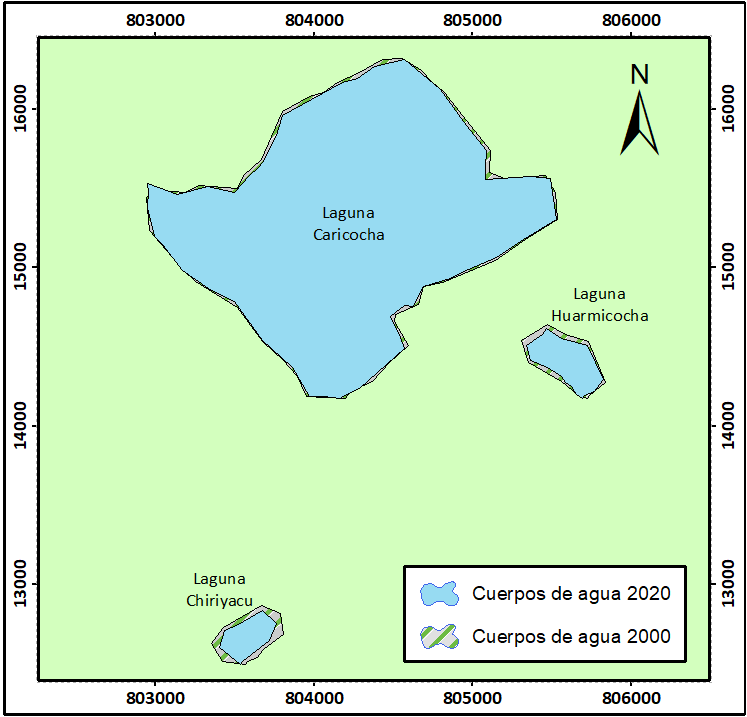 803000 804000 805000 806000
N
16000 16000
Laguna
Caricocha
15000 15000
Laguna
Huarmicocha
14000 14000
13000 13000
Laguna
Chiriyacu
Cuerpos de agua 2020
Cuerpos de agua 2000
803000 804000 805000 806000